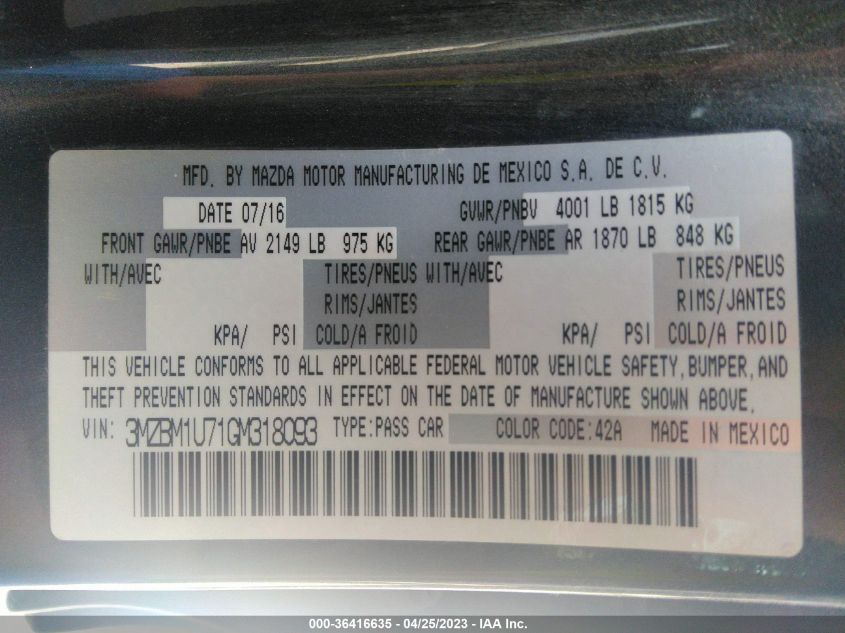 MFD. BY MAZDA MOTOR MANUFACTURING DE MEXICO S.A. DE C.V.
DATE 07/16 GVWR/PNBV 4001 LB 1815 KG
FRONT GAWR/PNBE AV 2149 LB 975 KG REAR GAWR/PNBE AR 1870 LB 848 KG
WITH/AVEC TIRES/PNEUS WITH/AVEC TIRES/PNEUS
RIMS/JANTES RIMS/JANTES
KPA/ PSI COLD/A FROID KPA/ PSI COLD/A FROID
THIS VEHICLE CONFORMS TO ALL APPLICABLE FEDERAL MOTOR VEHICLE SAFETY, BUMPER, AND
THEFT PREVENTION STANDARDS IN EFFECT ON THE DATE OF MANUFACTURE SHOWN ABOVE.
VIN: 3MZBM1U71GM318093 TYPE:PASS CAR COLOR CODE:42A MADE IN MEXICO
000-36416635 - 04/25/2023 - IAA Inc.